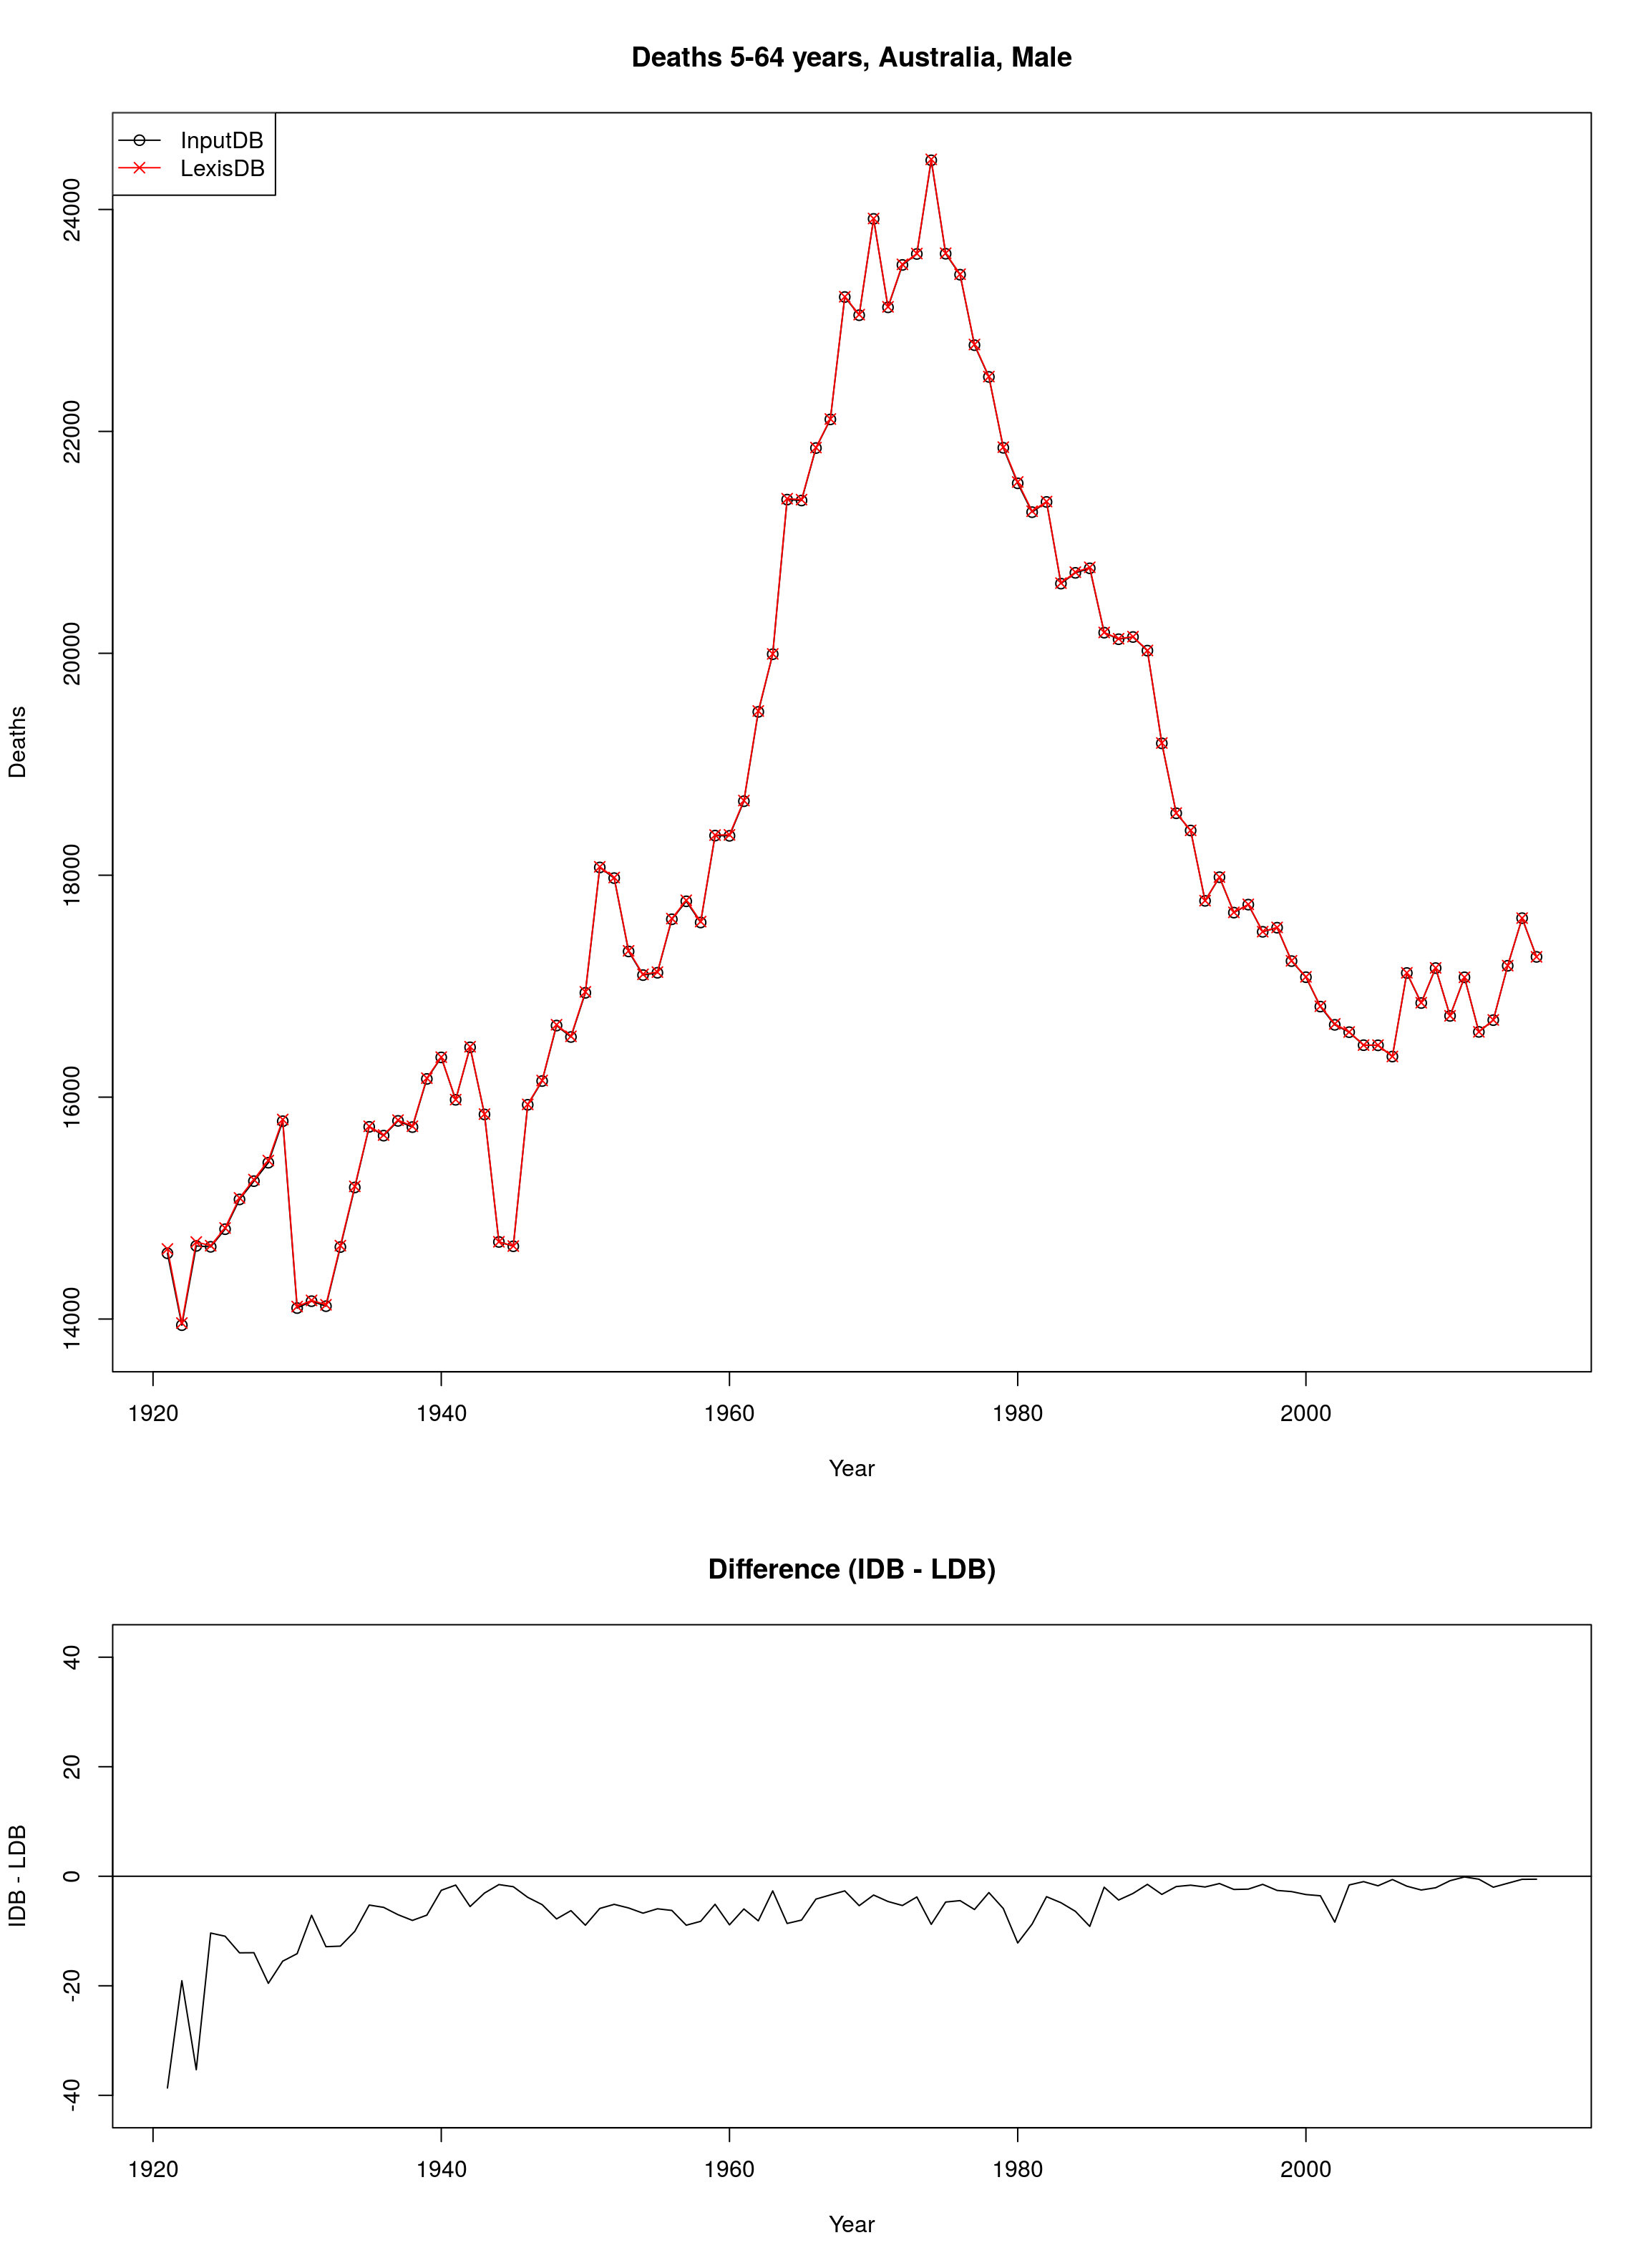 Deaths 5-64 years, Australia, Male
InputDB
LexisDB
24000
22000
20000
18000
16000
14000
Deaths
1920 1940 1960 1980 2000
Year
Difference (IDB - LDB)
40
20
0
-20
-40
IDB - LDB
1920 1940 1960 1980 2000
Year